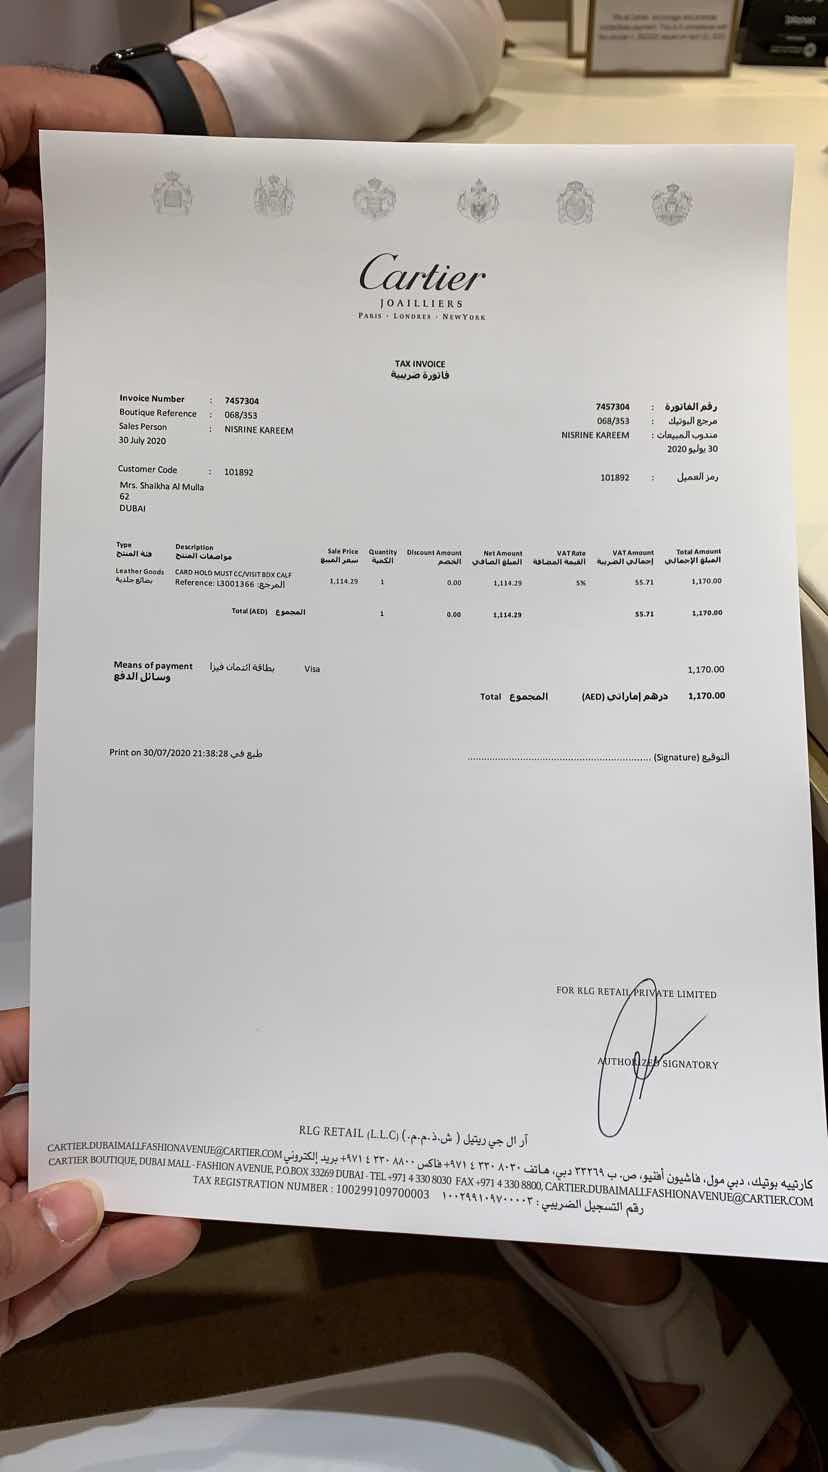 Cartier
JOAILLIERS
PARIS - LONDRES - NEWYORK
TAX INVOICE
فاتورة ضريبية
Invoice Number : 7457304
Boutique Reference : 068/353
Sales Person : NISRINE KAREEM
30 July 2020
رقم الفاتورة : 7457304
مرجع البوتيك : 068/353
مندوب المبيعات : NISRINE KAREEM
30 يوليو 2020
Customer Code : 101892
رمز العميل : 101892
Mrs. Shaikha Al Mulla
62
DUBAI
Type Description Sale Price Quantity Discount Amount Net Amount VAT Rate VAT Amount Total Amount
فئة المنتج مواصفات المنتج سعر المبيع الكمية الخصم المبلغ الصافي القيمة المضافة إجمالي الضريبة المبلغ الإجمالي
Leather Goods CARD HOLD MUST CC/VISIT BDX CALF 1,114.29 1 0.00 1,114.29 5% 55.71 1,170.00
بضائع جلدية Reference: L3001366 المرجع:
Total (AED) المجموع 1 0.00 1,114.29 55.71 1,170.00
Means of payment بطاقة ائتمان فيزا Visa 1,170.00
وسائل الدفع
Total المجموع درهم إماراتي (AED) 1,170.00
Print on 30/07/2020 21:38:28 طبع في
(Signature) التوقيع
FOR RLG RETAIL PRIVATE LIMITED
AUTHORIZED SIGNATORY
RLG RETAIL (L.L.C) آر ال جي ريتيل ( ش.ذ.م.م.)
كارتييه بوتيك، دبي مول، فاشيون أفنيو، ص. ب ٣٣٢٦٩ دبي، هاتف ٨٠٣٠ ٣٣٠ ٤ ٩٧١+ فاكس ٨٨٠٠ ٣٣٠ ٤ ٩٧١+ بريد إلكتروني CARTIER.DUBAIMALLFASHIONAVENUE@CARTIER.COM
CARTIER BOUTIQUE, DUBAI MALL - FASHION AVENUE, P.O.BOX 33269 DUBAI - TEL +971 4 330 8030 FAX +971 4 330 8800, CARTIER.DUBAIMALLFASHIONAVENUE@CARTIER.COM
TAX REGISTRATION NUMBER : 100299109700003 رقم التسجيل الضريبي : ١٠٠٢٩٩١٠٩٧٠٠٠٠٣